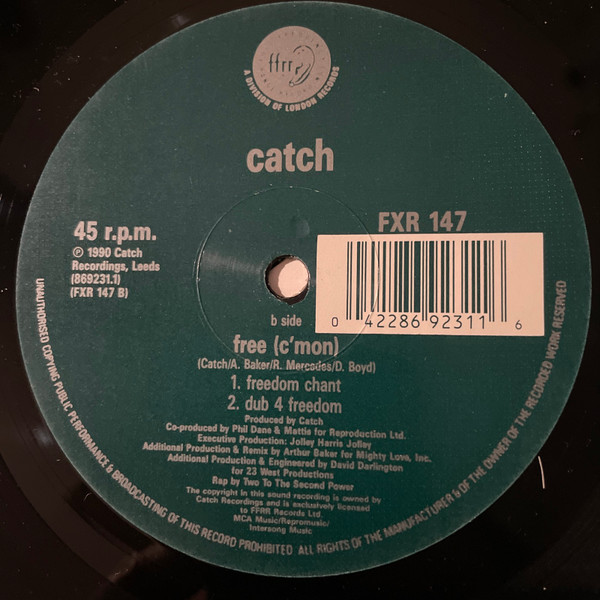 ffrr
A DIVISION OF LONDON RECORDS
catch
45 r.p.m.
℗ 1990 Catch
Recordings, Leeds
(869231.1)
(FXR 147 B)
FXR 147
0 42286 92311 6
b side
free (c'mon)
(Catch/A. Baker/R. Mercedes/D. Boyd)
1. freedom chant
2. dub 4 freedom
Produced by Catch
Co-produced by Phil Dane & Mattis for Reproduction Ltd.
Executive Production: Jolley Harris Jolley
Additional Production & Remix by Arthur Baker for Mighty Love, Inc.
Additional Production & Engineered by David Darlington
for 23 West Productions
Rap by Two To The Second Power
The copyright in this sound recording is owned by
Catch Recordings and is exclusively licensed
to FFRR Records Ltd.
MCA Music/Repromusic/
Intersong Music
UNAUTHORISED COPYING PUBLIC PERFORMANCE & BROADCASTING OF THIS RECORD PROHIBITED ALL RIGHTS OF THE MANUFACTURER & OF THE OWNER OF THE RECORDED WORK RESERVED